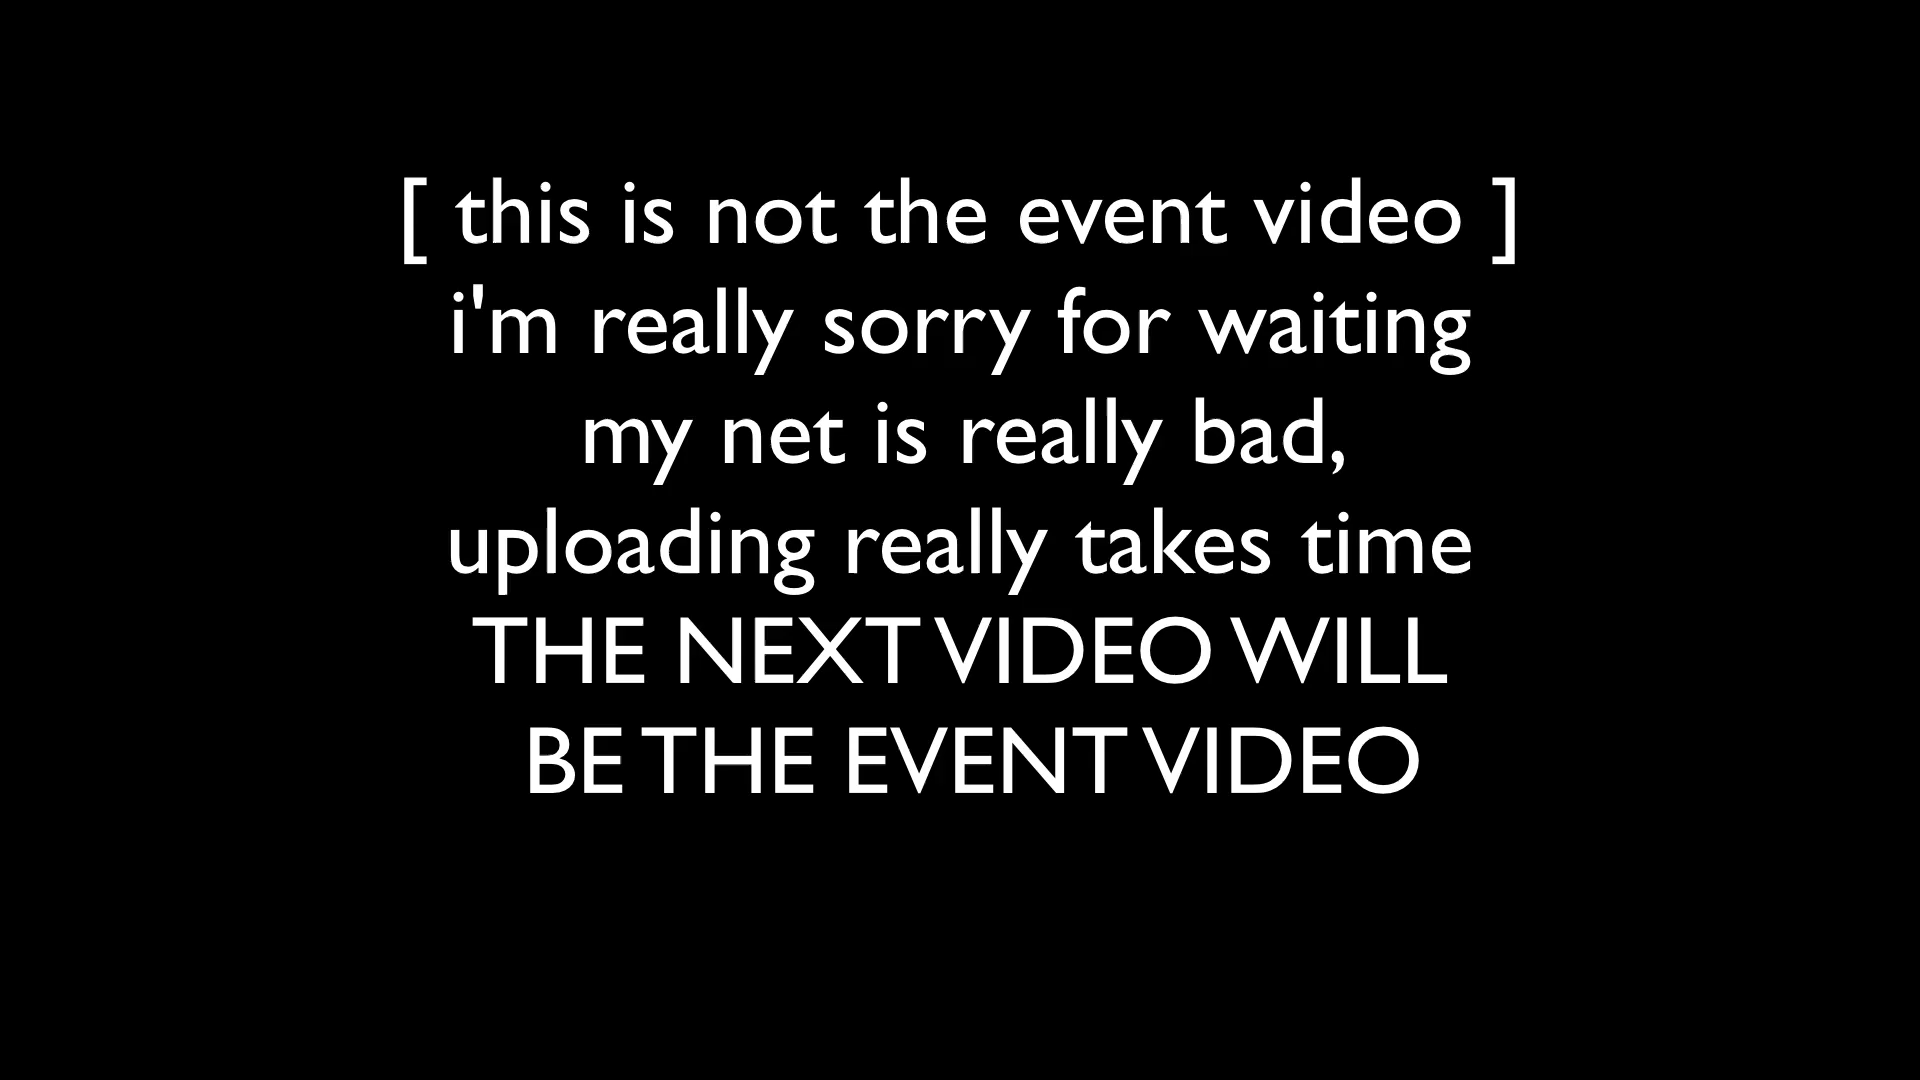 [ this is not the event video ]
i'm really sorry for waiting
my net is really bad,
uploading really takes time
THE NEXT VIDEO WILL
BE THE EVENT VIDEO